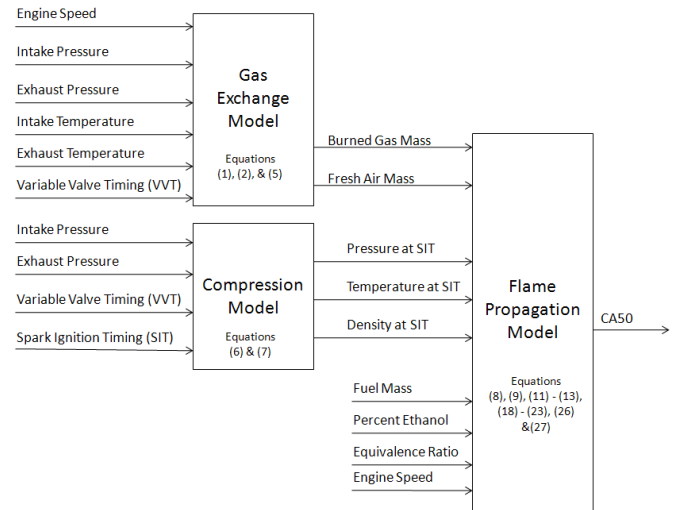 Engine Speed
Intake Pressure
Exhaust Pressure
Intake Temperature
Exhaust Temperature
Variable Valve Timing (VVT)
Gas
Exchange
Model
Equations
(1), (2), & (5)
Burned Gas Mass
Fresh Air Mass
Intake Pressure
Exhaust Pressure
Variable Valve Timing (VVT)
Spark Ignition Timing (SIT)
Compression
Model
Equations
(6) & (7)
Pressure at SIT
Temperature at SIT
Density at SIT
Fuel Mass
Percent Ethanol
Equivalence Ratio
Engine Speed
Flame
Propagation
Model
Equations
(8), (9), (11) - (13),
(18) - (23), (26)
&(27)
CA50